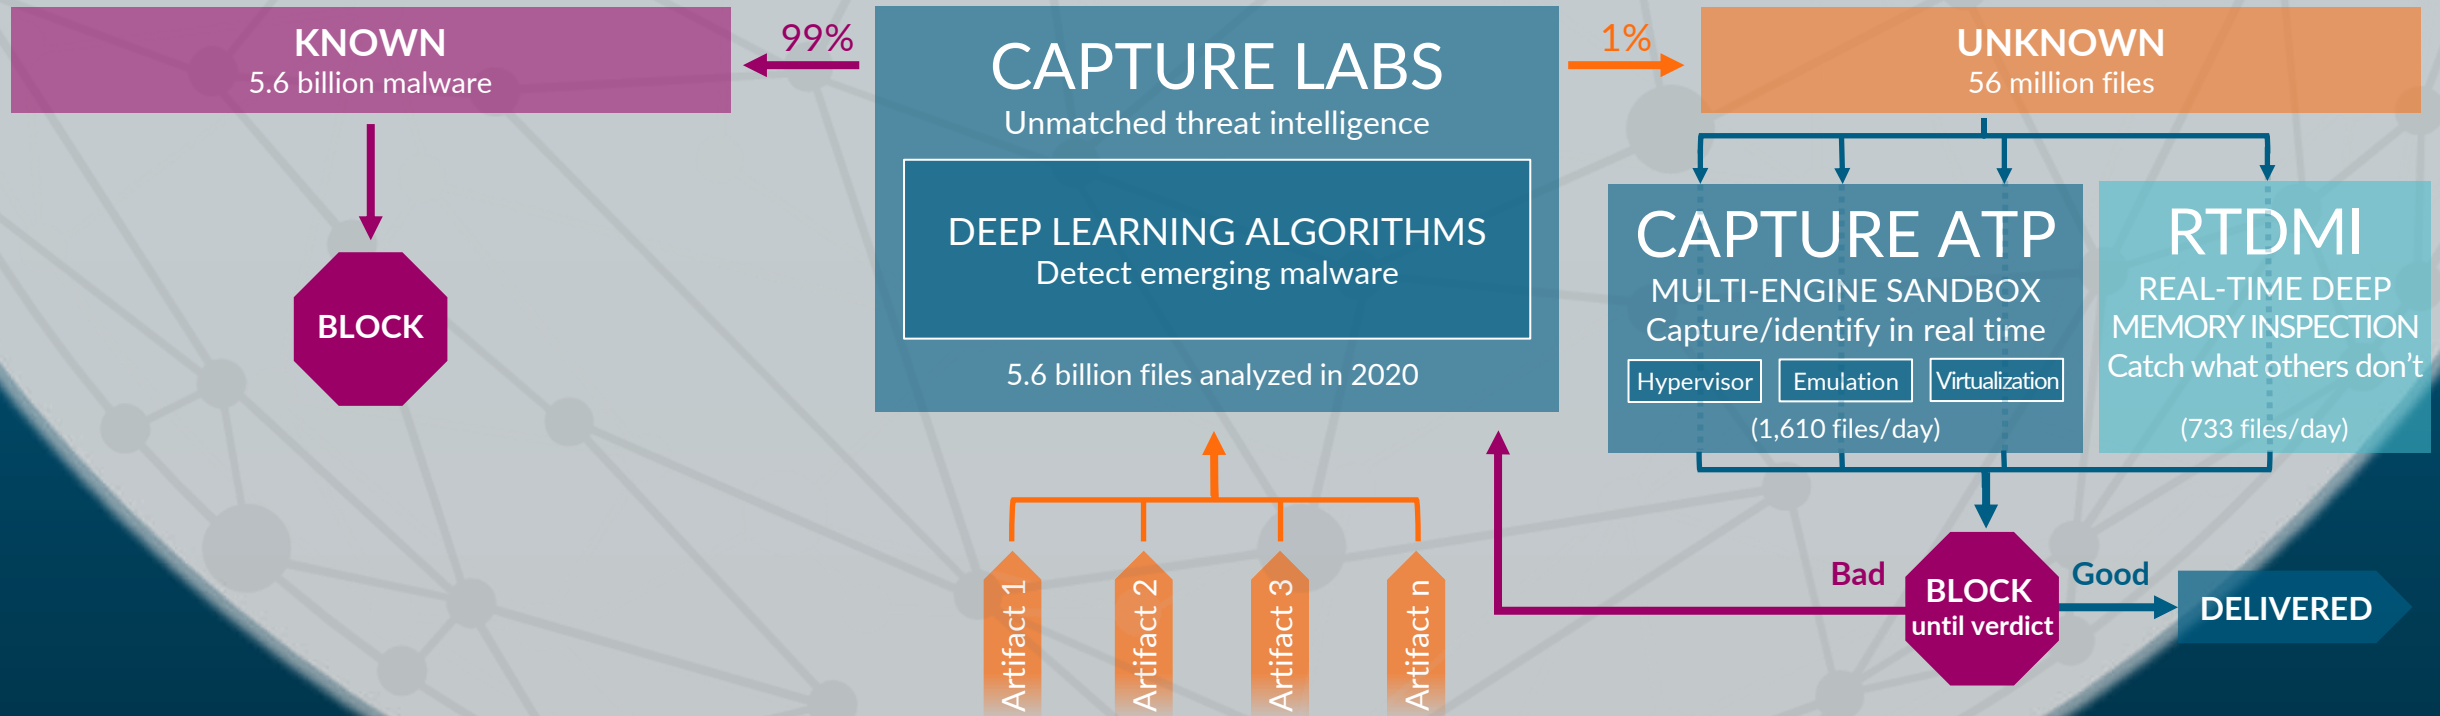 KNOWN
5.6 billion malware
99%
CAPTURE LABS
Unmatched threat intelligence
1%
UNKNOWN
56 million files
BLOCK
DEEP LEARNING ALGORITHMS
Detect emerging malware
5.6 billion files analyzed in 2020
CAPTURE ATP
MULTI-ENGINE SANDBOX
Capture/identify in real time
Hypervisor
Emulation
Virtualization
(1,610 files/day)
RTDMI
REAL-TIME DEEP
MEMORY INSPECTION
Catch what others don't
(733 files/day)
Artifact 1
Artifact 2
Artifact 3
Artifact n
Bad
BLOCK
until verdict
Good
DELIVERED